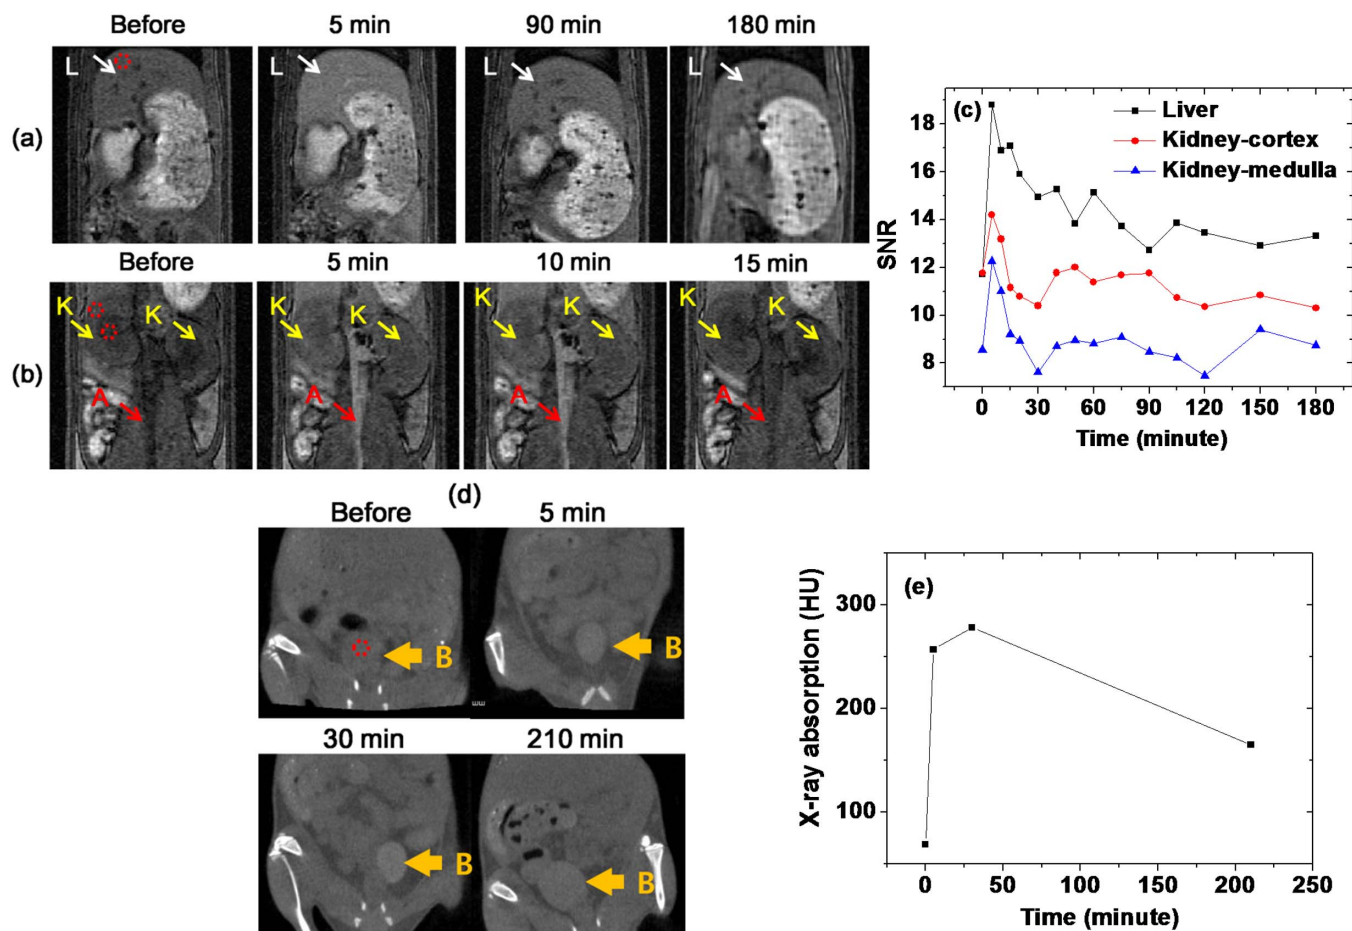 Before 5 min 90 min 180 min
(a)
L L L L
Before 5 min 10 min 15 min
(b)
K K K K K K K K
A A A A
(c)
Liver
Kidney-cortex
Kidney-medulla
SNR
18
16
14
12
10
8
0 30 60 90 120 150 180
Time (minute)
(d)
Before 5 min
B B
30 min 210 min
B B
(e)
X-ray absorption (HU)
300
200
100
0 50 100 150 200 250
Time (minute)